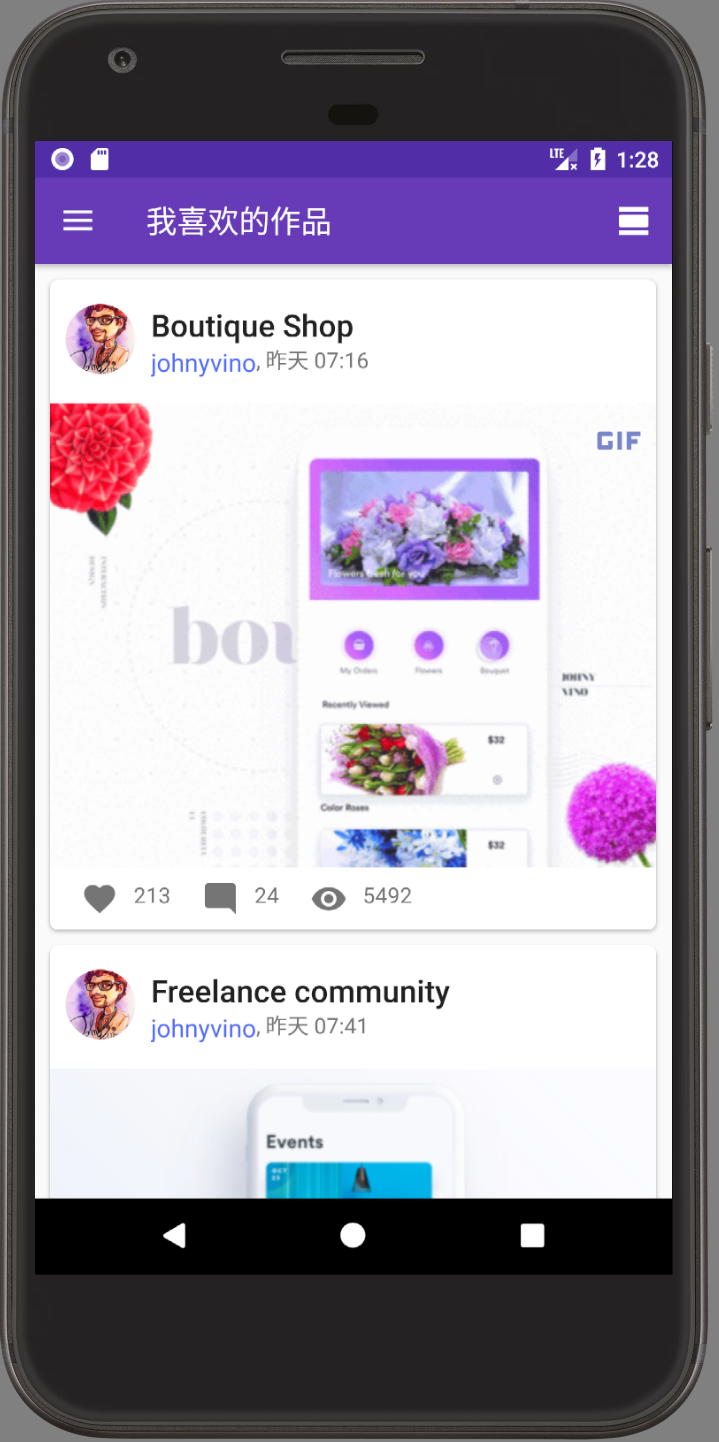 LTE 1:28
我喜欢的作品
Boutique Shop
johnyvino, 昨天 07:16
GIF
Flowers fresh for you
bou
My Orders
Flowers
Bouquet
JOHNY
VINO
Recently Viewed
$32
Color Roses
$32
213
24
5492
Freelance community
johnyvino, 昨天 07:41
Events
OCT